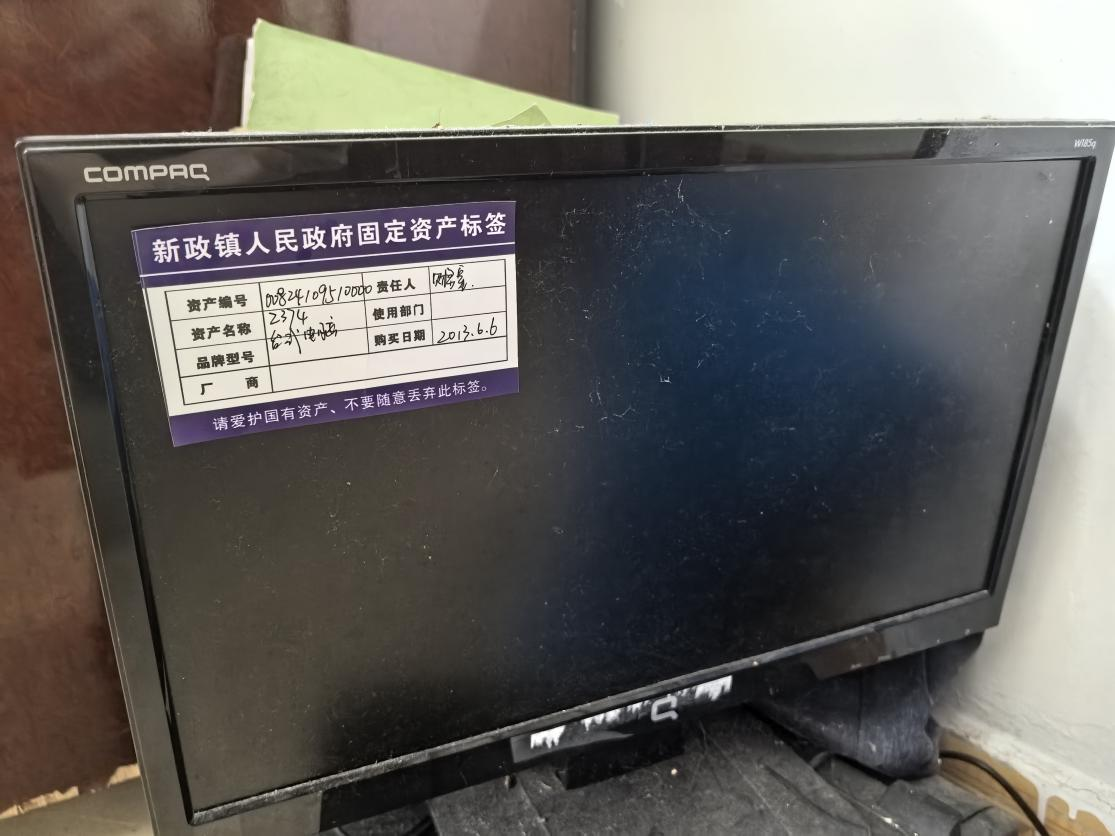 COMPAQ
W185q
新政镇人民政府固定资产标签
资产编号 00824109510000 责任人
2374
资产名称 台式电脑 使用部门
品牌型号 购买日期 2013.6.6
厂 商
请爱护国有资产、不要随意丢弃此标签。